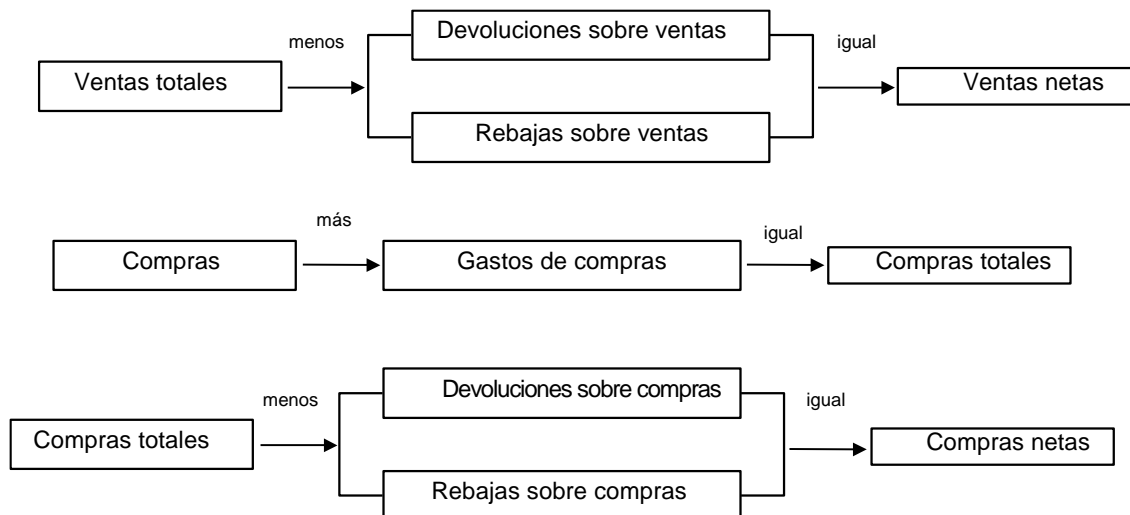 Ventas totales
menos
Devoluciones sobre ventas
Rebajas sobre ventas
igual
Ventas netas
Compras
más
Gastos de compras
igual
Compras totales
Compras totales
menos
Devoluciones sobre compras
Rebajas sobre compras
igual
Compras netas